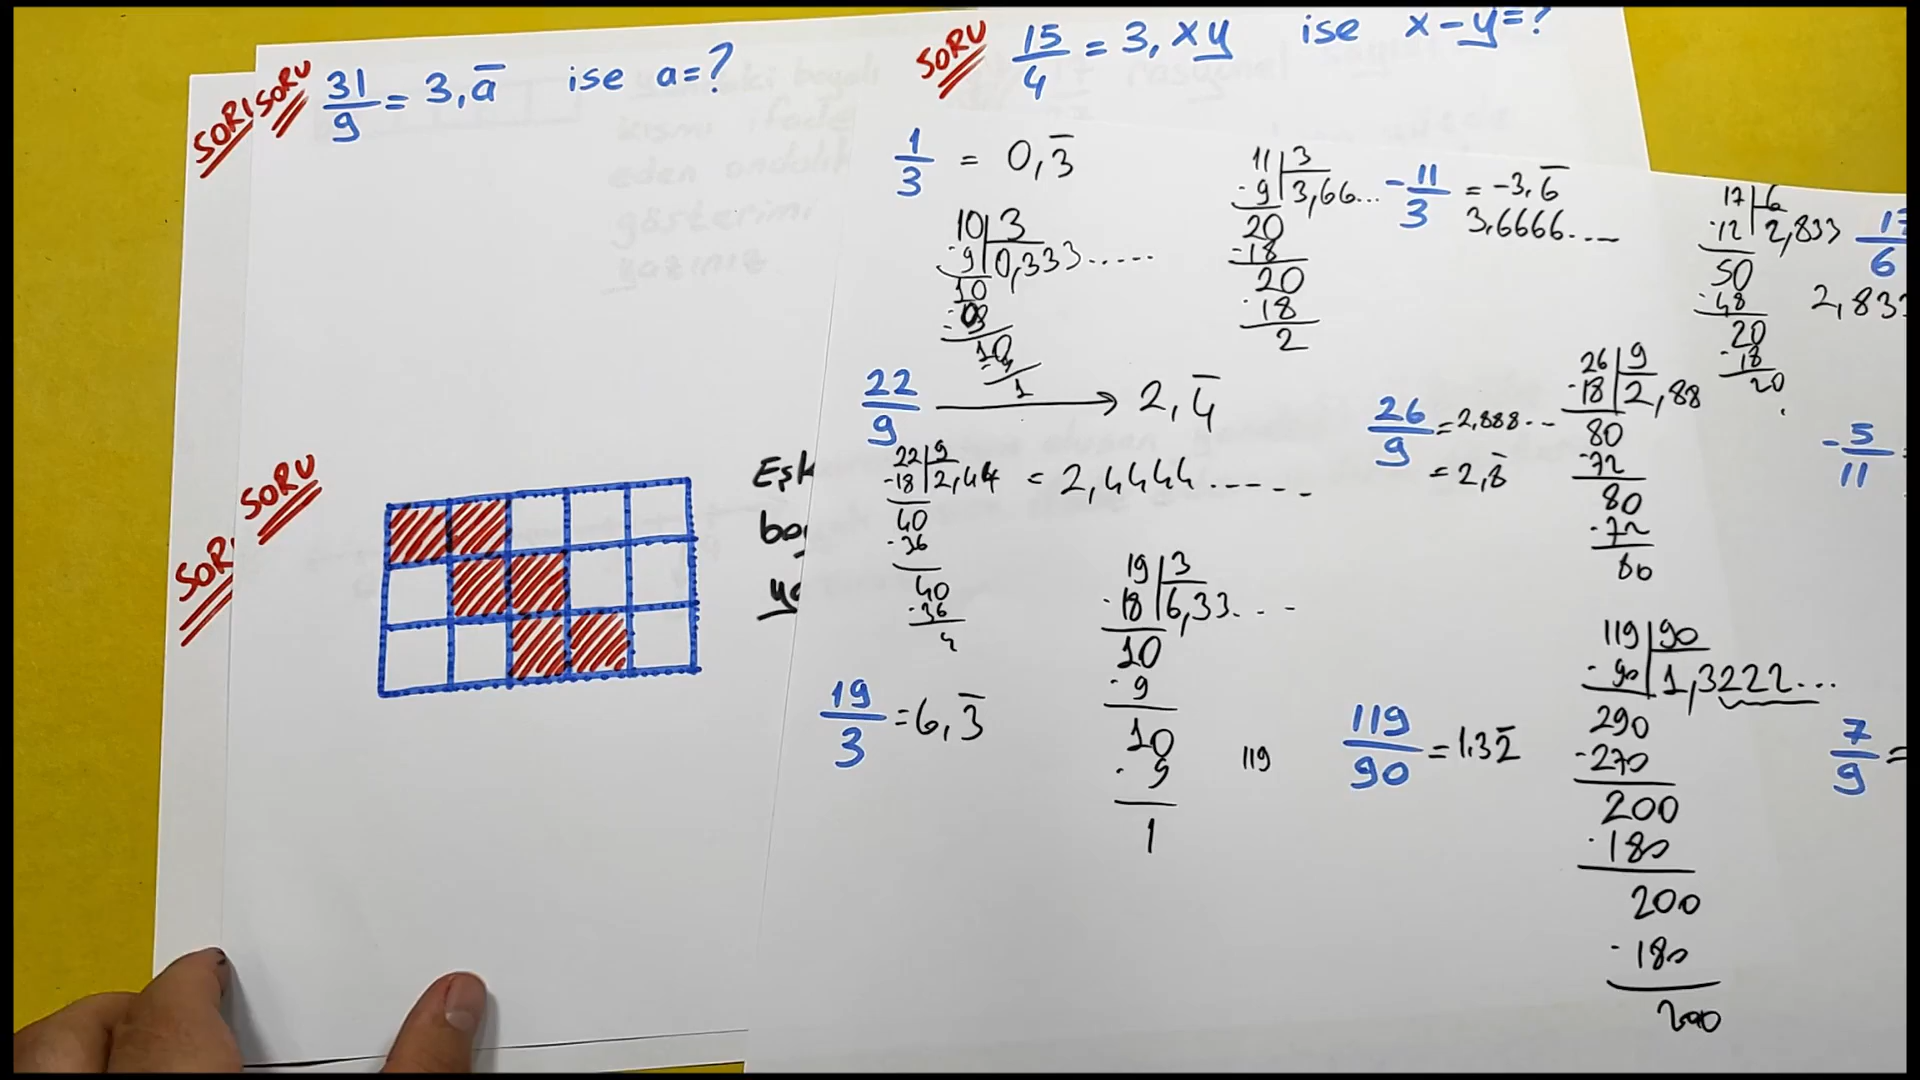 SORU
31/9 = 3,a̅ ise a=?
SORU
15/4 = 3,xy ise x-y=?
1/3 = 0,3̅
10 | 3
-9 | 0,333.....
10
10
-9
1
11 | 3
-9 | 3,66...
20
-18
20
-18
2
-11/3 = -3,6̅
3,6666....
17 | 6
-12 | 2,833
50
-48
20
-18
20
6
2,833
22/9 → 2,4̅
22 | 9
-18 | 2,44 = 2,4444.....
40
-36
40
-36
4
26/9 = 2,888...
= 2,8̅
26 | 9
-18 | 2,88
80
-72
80
-72
80
-5/11
SORU
SORU
19/3 = 6,3̅
19 | 3
-18 | 6,33...
10
-9
10
-9
1
119
119/90 = 1,32̅
119 | 90
-90 | 1,3222...
290
-270
200
-180
200
-180
200
7/9 =